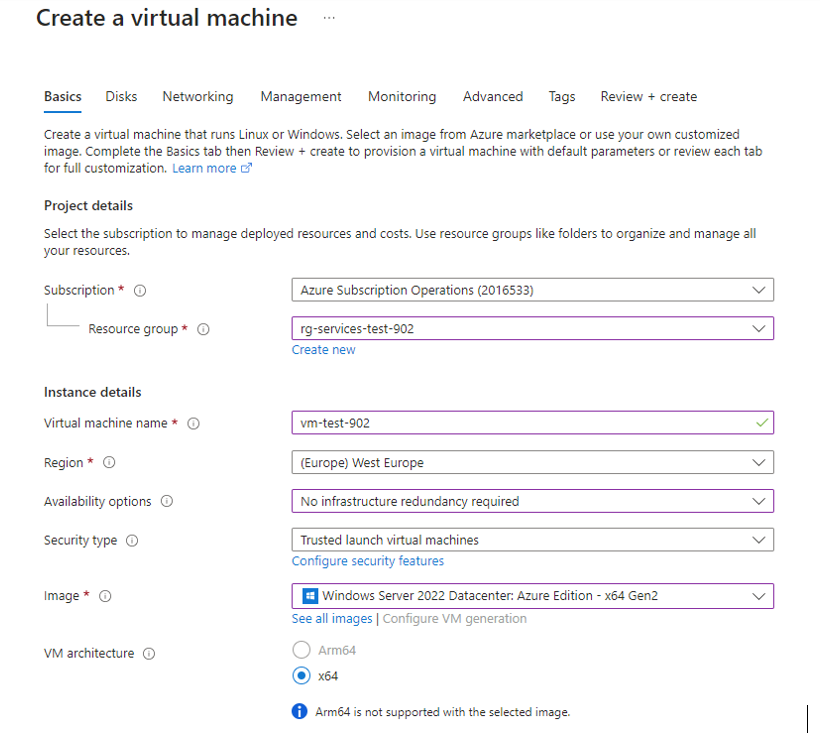 Create a virtual machine ...
Basics Disks Networking Management Monitoring Advanced Tags Review + create
Create a virtual machine that runs Linux or Windows. Select an image from Azure marketplace or use your own customized
image. Complete the Basics tab then Review + create to provision a virtual machine with default parameters or review each tab
for full customization. Learn more
Project details
Select the subscription to manage deployed resources and costs. Use resource groups like folders to organize and manage all
your resources.
Subscription * Azure Subscription Operations (2016533)
Resource group * rg-services-test-902
Create new
Instance details
Virtual machine name * vm-test-902
Region * (Europe) West Europe
Availability options No infrastructure redundancy required
Security type Trusted launch virtual machines
Configure security features
Image * Windows Server 2022 Datacenter: Azure Edition - x64 Gen2
See all images | Configure VM generation
VM architecture Arm64
x64
Arm64 is not supported with the selected image.